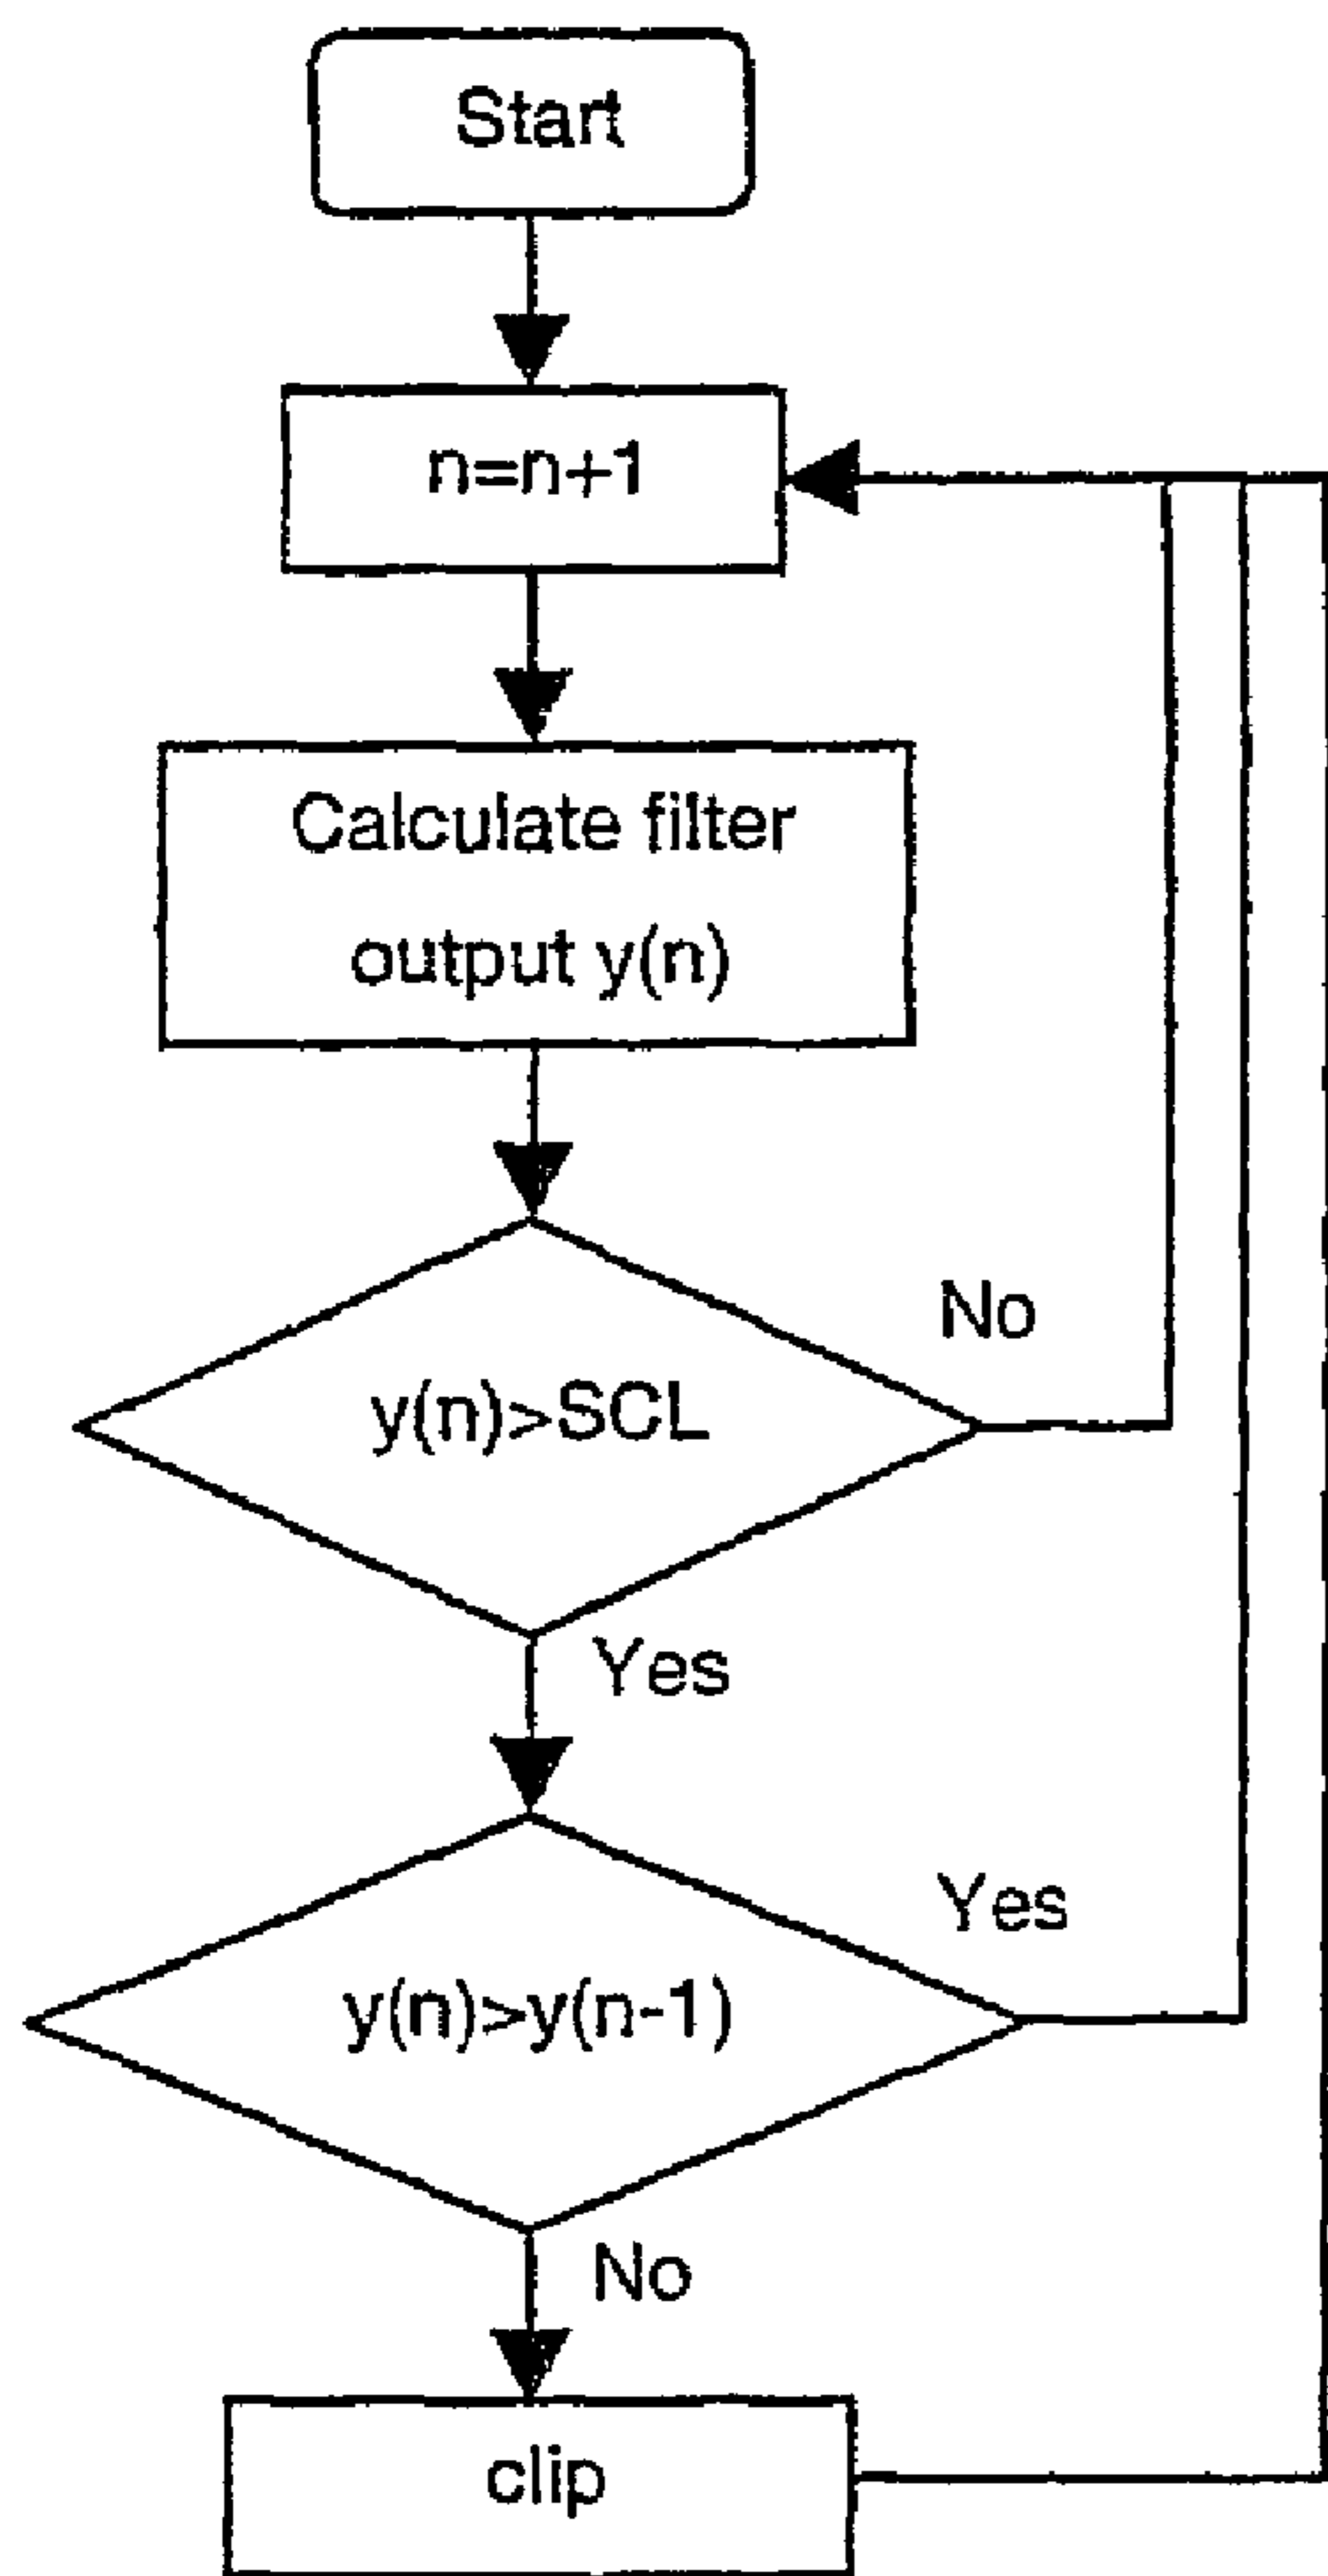 Start
n=n+1
Calculate filter
output y(n)
y(n)>SCL
No
Yes
y(n)>y(n-1)
Yes
No
clip